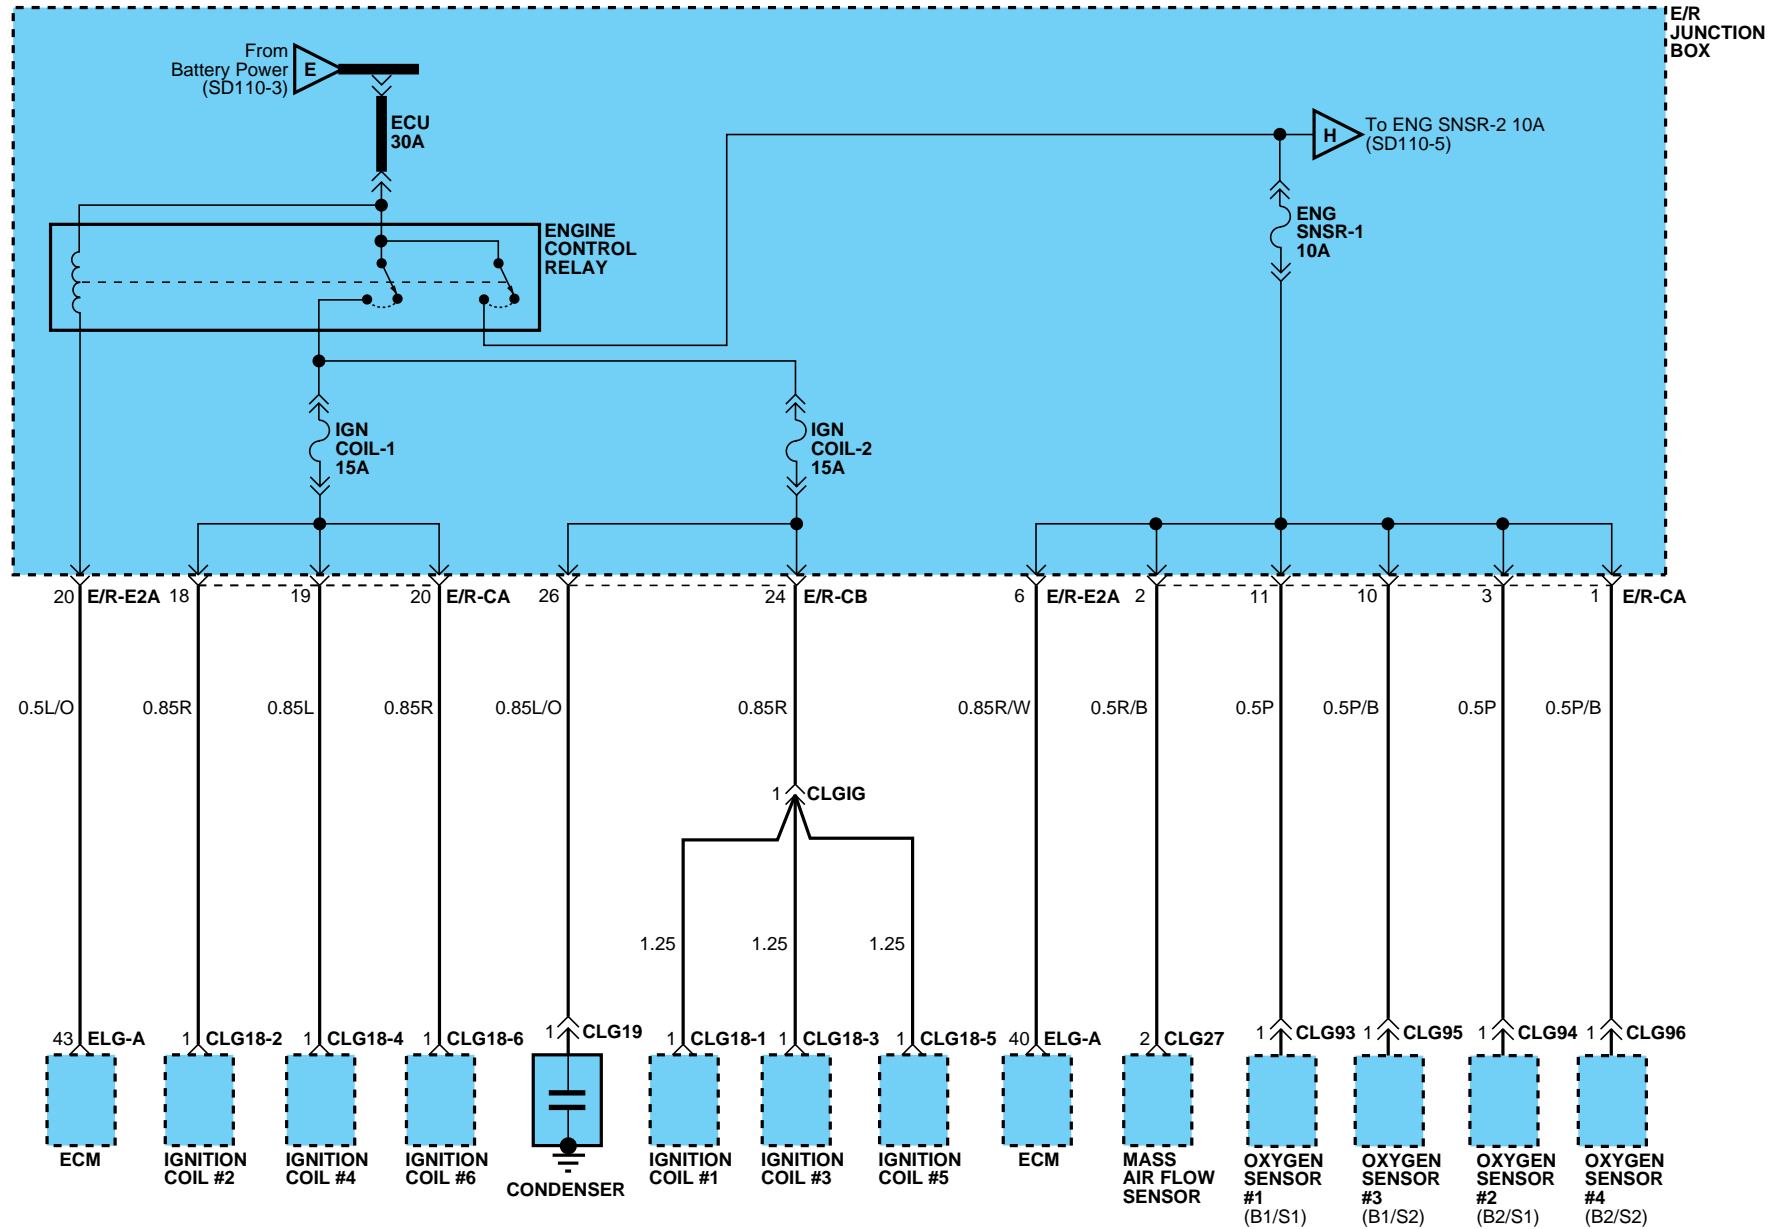 E/R
JUNCTION
BOX
From
Battery Power
(SD110-3)
E
ECU
30A
H
To ENG SNSR-2 10A
(SD110-5)
ENG
SNSR-1
10A
ENGINE
CONTROL
RELAY
IGN
COIL-1
15A
IGN
COIL-2
15A
20 E/R-E2A 18 19 20 E/R-CA 26 24 E/R-CB 6 E/R-E2A 2 11 10 3 1 E/R-CA
0.5L/O 0.85R 0.85L 0.85R 0.85L/O 0.85R 0.85R/W 0.5R/B 0.5P 0.5P/B 0.5P 0.5P/B
1 CLGIG
1.25 1.25 1.25
43 ELG-A 1 CLG18-2 1 CLG18-4 1 CLG18-6 1 CLG19 1 CLG18-1 1 CLG18-3 1 CLG18-5 40 ELG-A 2 CLG27 1 CLG93 1 CLG95 1 CLG94 1 CLG96
ECM
IGNITION
COIL #2
IGNITION
COIL #4
IGNITION
COIL #6
CONDENSER
IGNITION
COIL #1
IGNITION
COIL #3
IGNITION
COIL #5
ECM
MASS
AIR FLOW
SENSOR
OXYGEN
SENSOR
#1
(B1/S1)
OXYGEN
SENSOR
#3
(B1/S2)
OXYGEN
SENSOR
#2
(B2/S1)
OXYGEN
SENSOR
#4
(B2/S2)